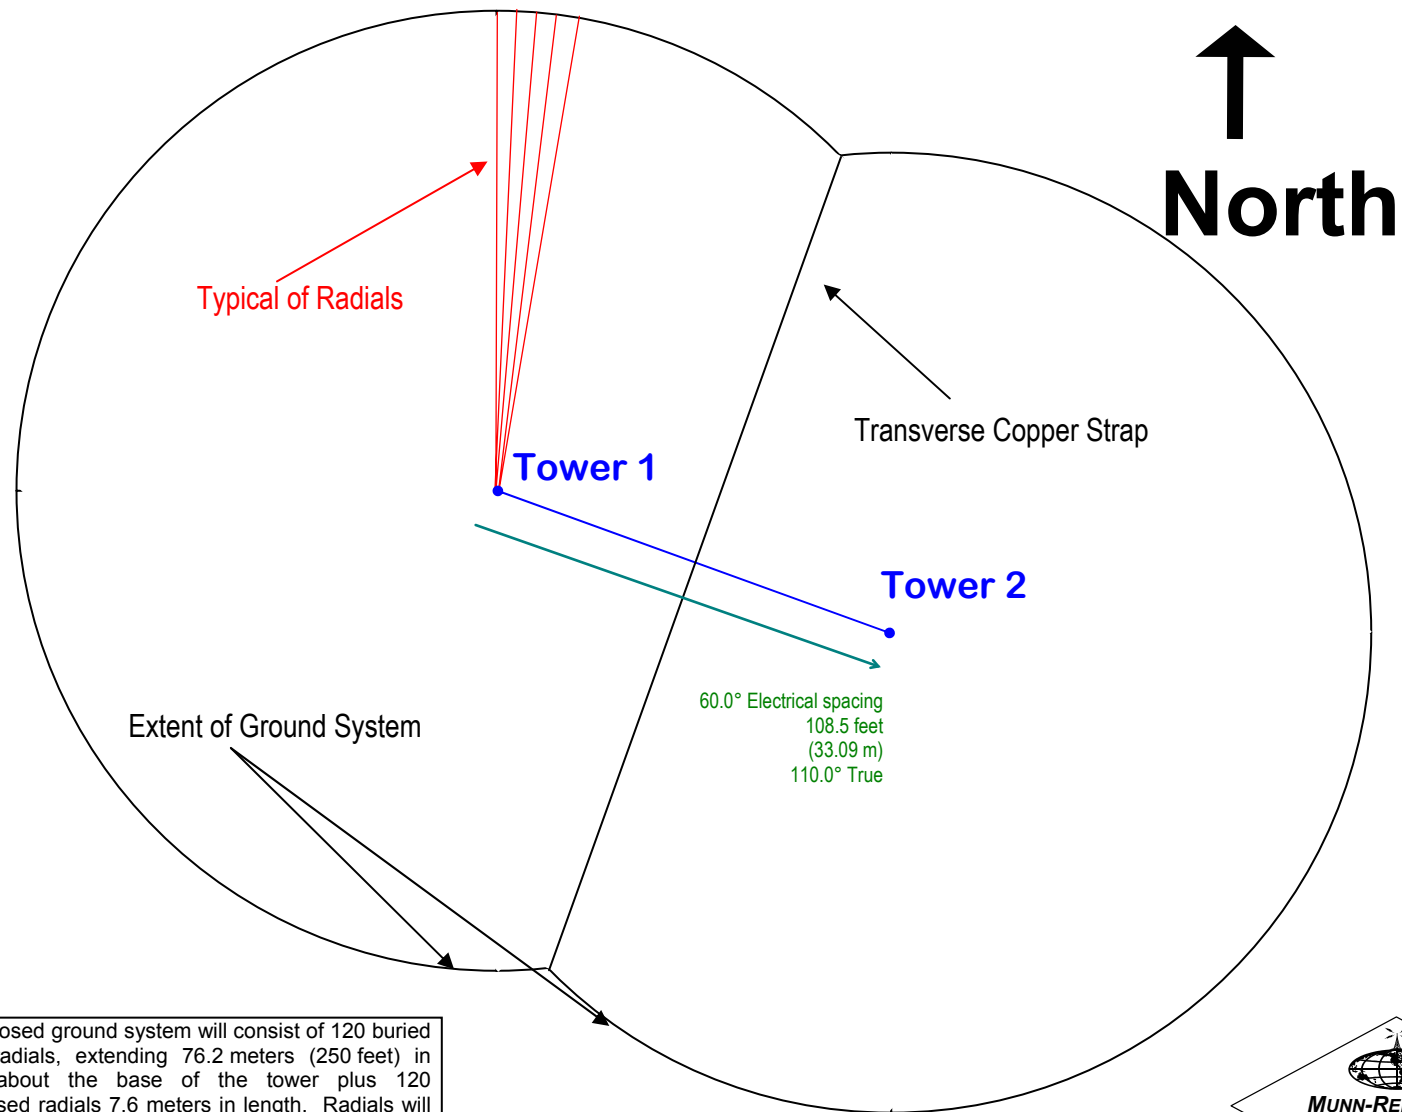 North
Typical of Radials
Transverse Copper Strap
Tower 1
Tower 2
60.0° Electrical spacing
108.5 feet
(33.09 m)
110.0° True
Extent of Ground System
osed ground system will consist of 120 buried
adials, extending 76.2 meters (250 feet) in
about the base of the tower plus 120
sed radials 7.6 meters in length. Radials will
MUNN-RE